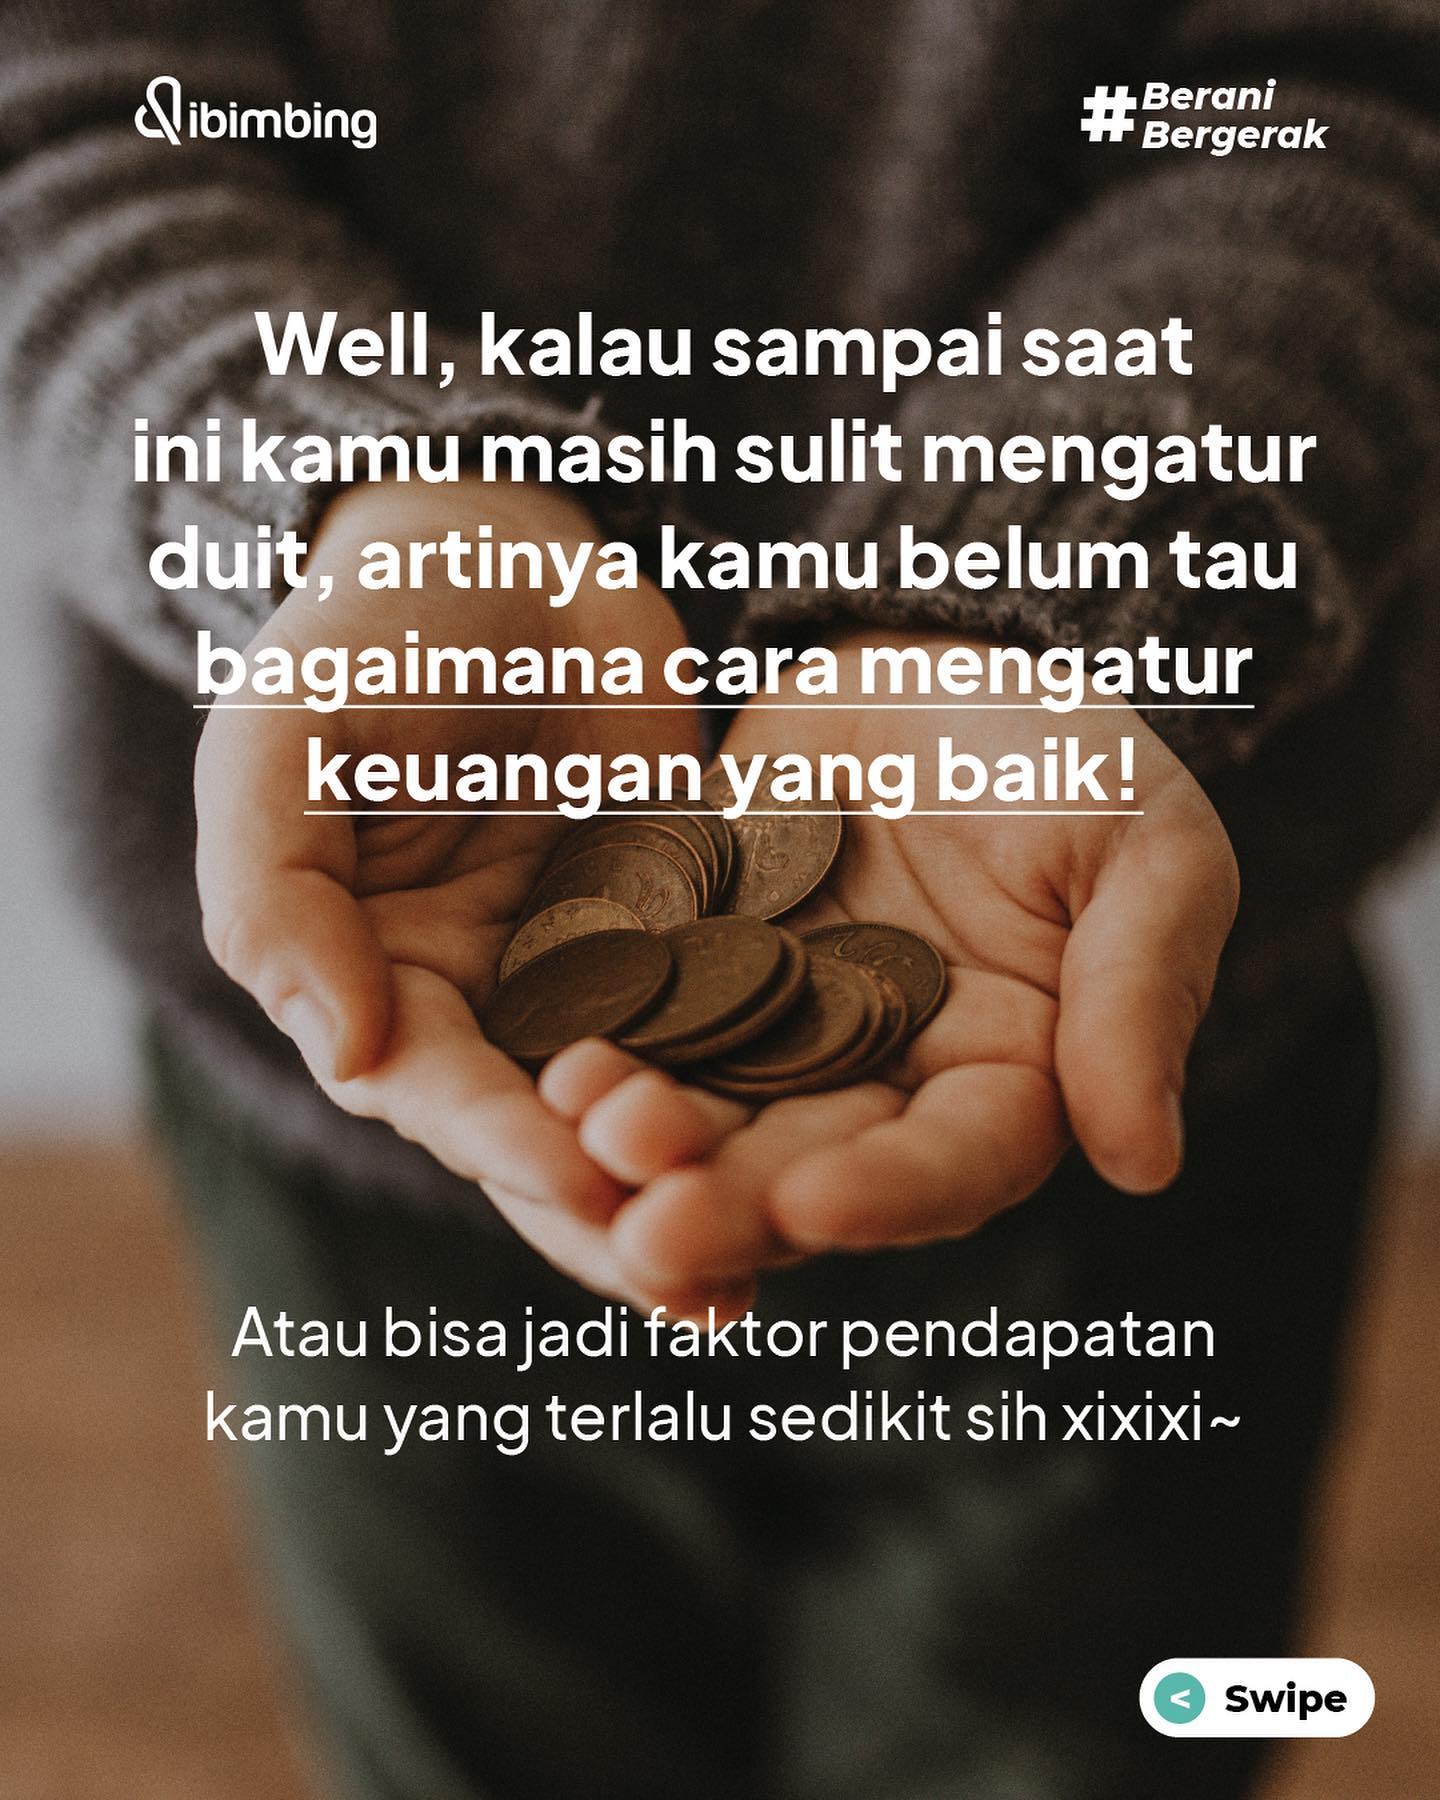 ibimbing
#Berani
Bergerak
Well, kalau sampai saat
ini kamu masih sulit mengatur
duit, artinya kamu belum tau
bagaimana cara mengatur
keuangan yang baik!
Atau bisa jadi faktor pendapatan
kamu yang terlalu sedikit sih xixixi~
< Swipe